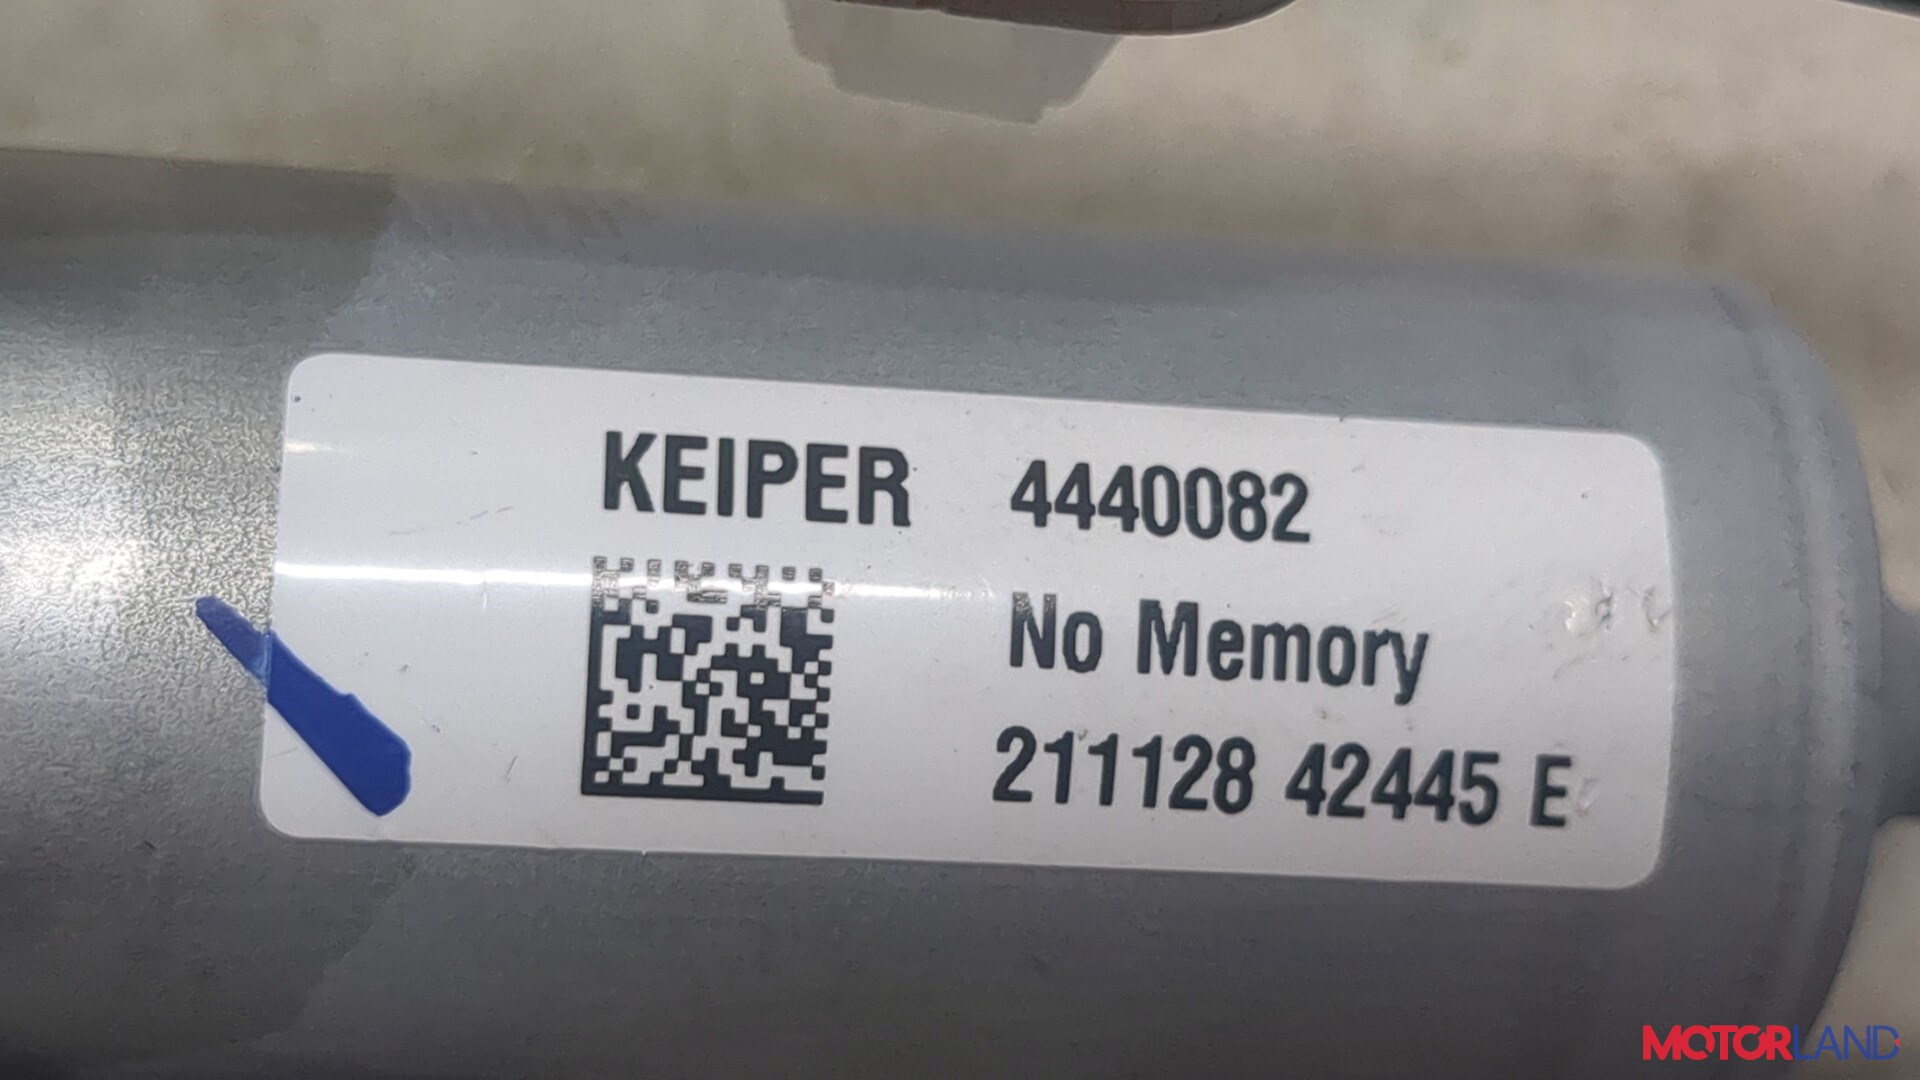 KEIPER 4440082
No Memory
211128 42445 E
MOTORLAND